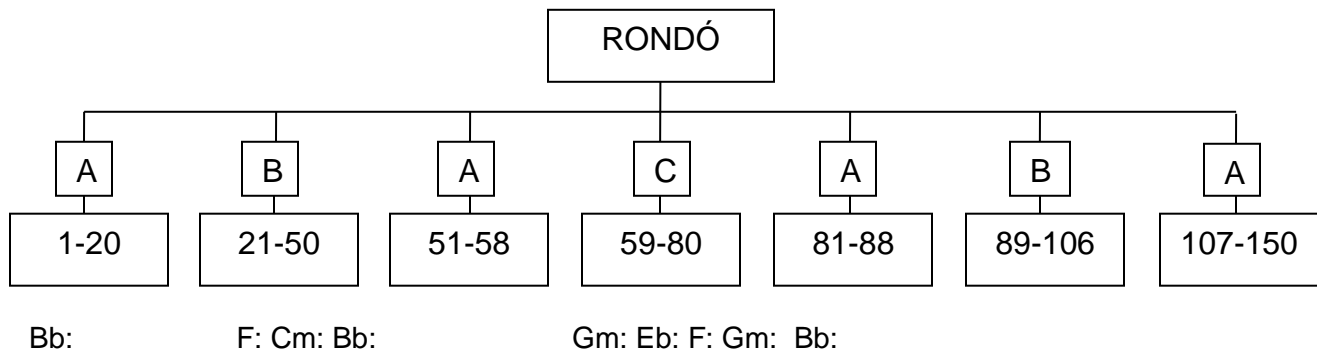 RONDÓ
A B A C A B A
1-20 21-50 51-58 59-80 81-88 89-106 107-150
Bb: F: Cm: Bb: Gm: Eb: F: Gm: Bb: